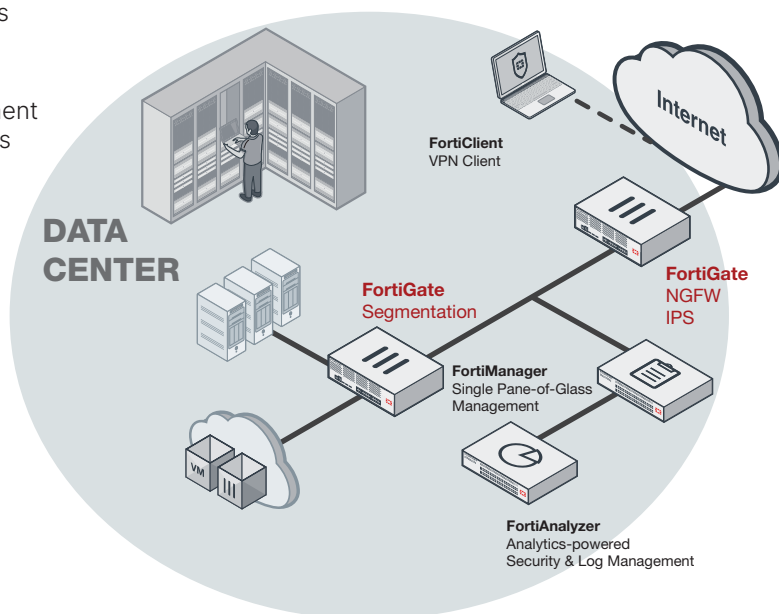 s
ment
s
Internet
FortiClient
VPN Client
DATA
CENTER
FortiGate
Segmentation
FortiGate
NGFW
IPS
FortiManager
Single Pane-of-Glass
Management
VM
FortiAnalyzer
Analytics-powered
Security & Log Management